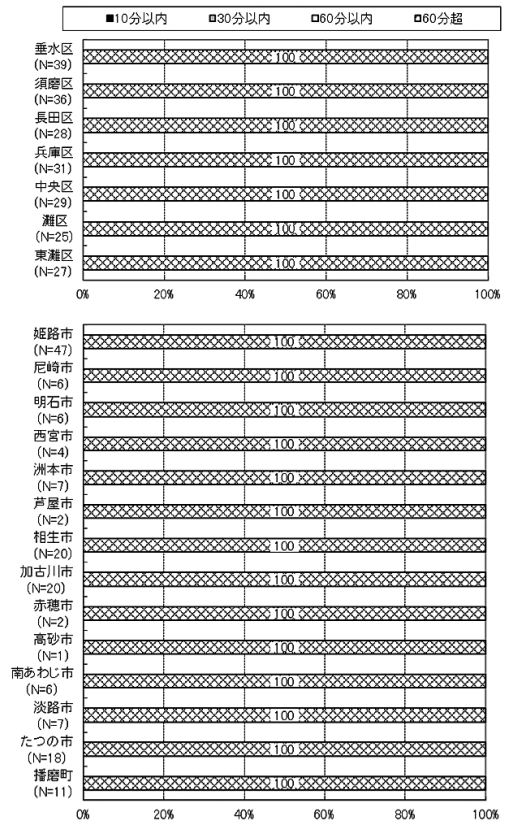 ■10分以内 ■30分以内 □60分以内 ☒60分超
垂水区
(N=39)
100
須磨区
(N=36)
100
長田区
(N=28)
100
兵庫区
(N=31)
100
中央区
(N=29)
100
灘区
(N=25)
100
東灘区
(N=27)
100
0% 20% 40% 60% 80% 100%
姫路市
(N=47)
100
尼崎市
(N=6)
100
明石市
(N=6)
100
西宮市
(N=4)
100
洲本市
(N=7)
100
芦屋市
(N=2)
100
相生市
(N=20)
100
加古川市
(N=20)
100
赤穂市
(N=2)
100
高砂市
(N=1)
100
南あわじ市
(N=6)
100
淡路市
(N=7)
100
たつの市
(N=18)
100
播磨町
(N=11)
100
0% 20% 40% 60% 80% 100%